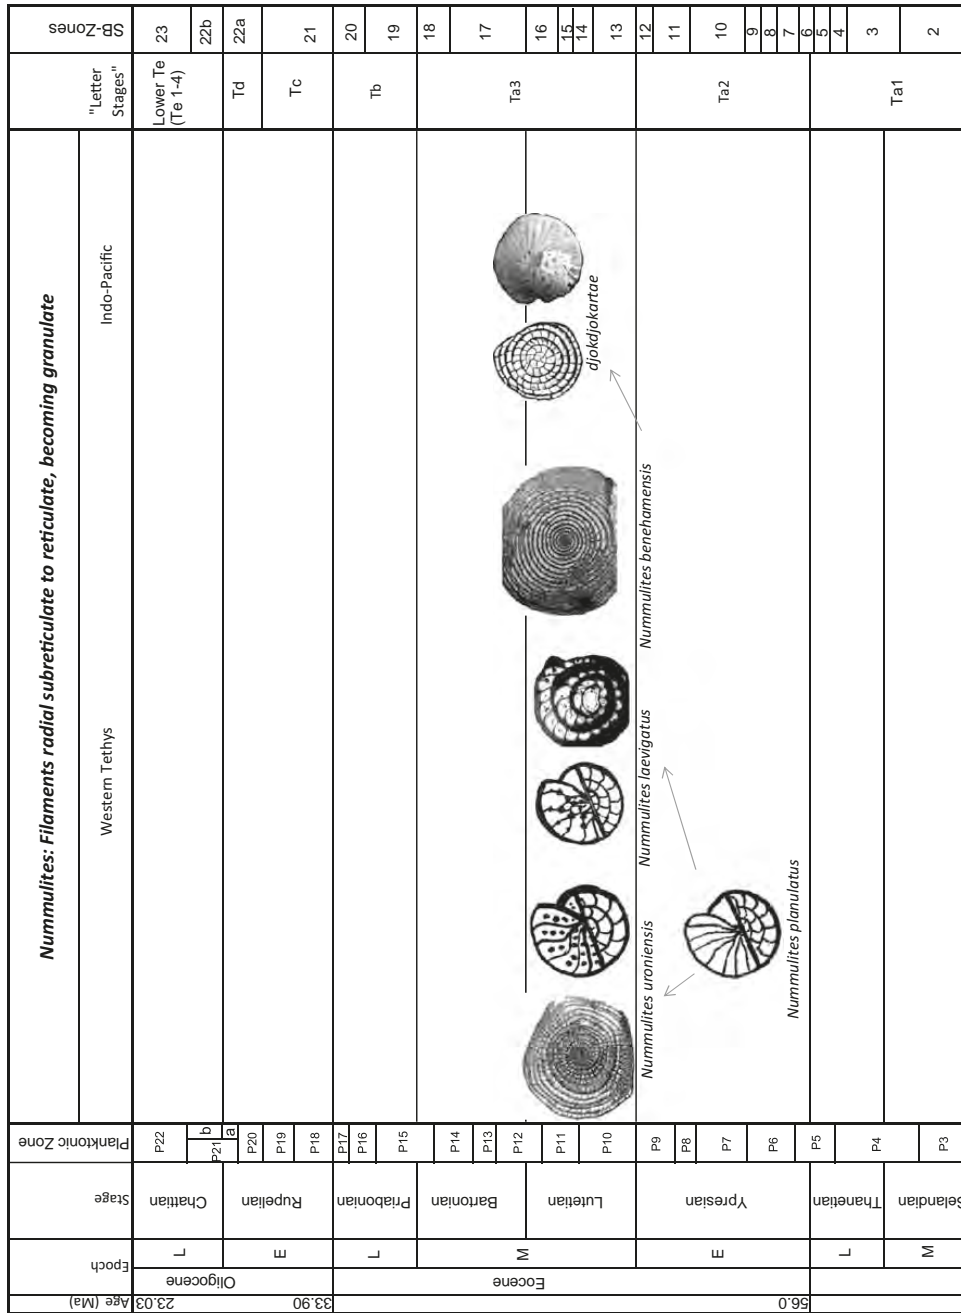 Nummulites: Filaments radial subreticulate to reticulate, becoming granulate
Age (Ma)
Epoch
Stage
Planktonic Zone
Western Tethys
Indo-Pacific
"Letter
Stages"
SB-Zones
23.03
33.90
56.0
Oligocene
Eocene
L
E
L
M
E
L
M
Chattian
Rupelian
Priabonian
Bartonian
Lutetian
Ypresian
Thanetian
Selandian
P22
P21
b
a
P20
P19
P18
P17
P16
P15
P14
P13
P12
P11
P10
P9
P8
P7
P6
P5
P4
P3
Nummulites uroniensis
Nummulites laevigatus
Nummulites benehamensis
djokdjokartae
Nummulites planulatus
Lower Te
(Te 1-4)
Td
Tc
Tb
Ta3
Ta2
Ta1
23
22b
22a
21
20
19
18
17
16
15
14
13
12
11
10
9
8
7
6
5
4
3
2